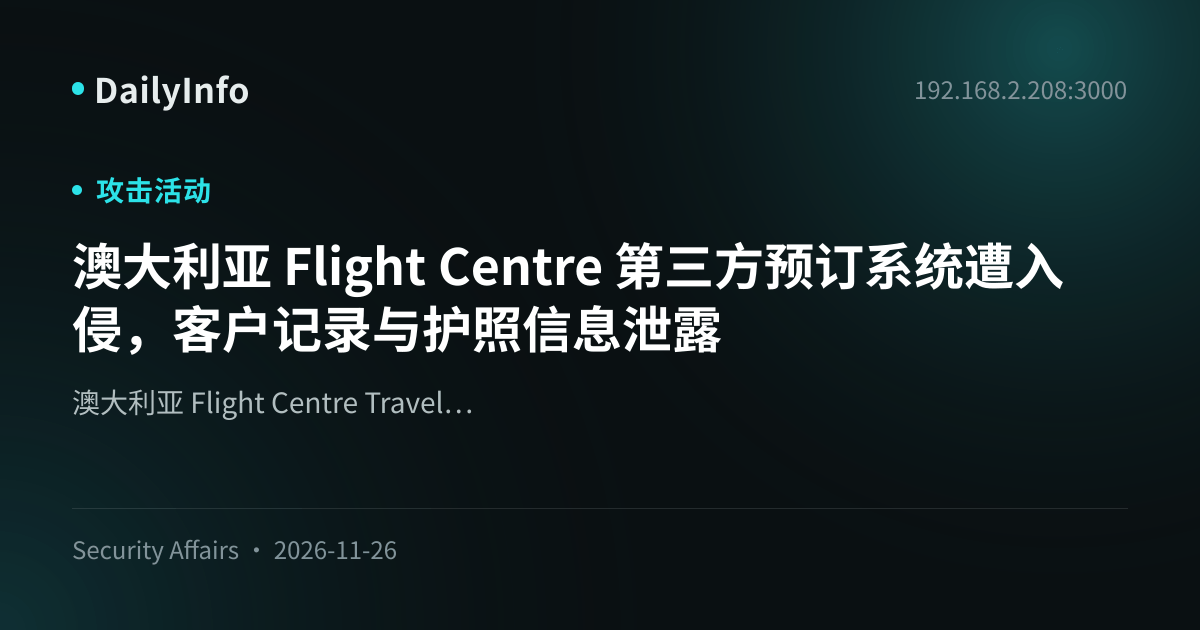 DailyInfo
192.168.2.208:3000
攻击活动
澳大利亚 Flight Centre 第三方预订系统遭入
侵，客户记录与护照信息泄露
澳大利亚 Flight Centre Travel…
Security Affairs • 2026-11-26